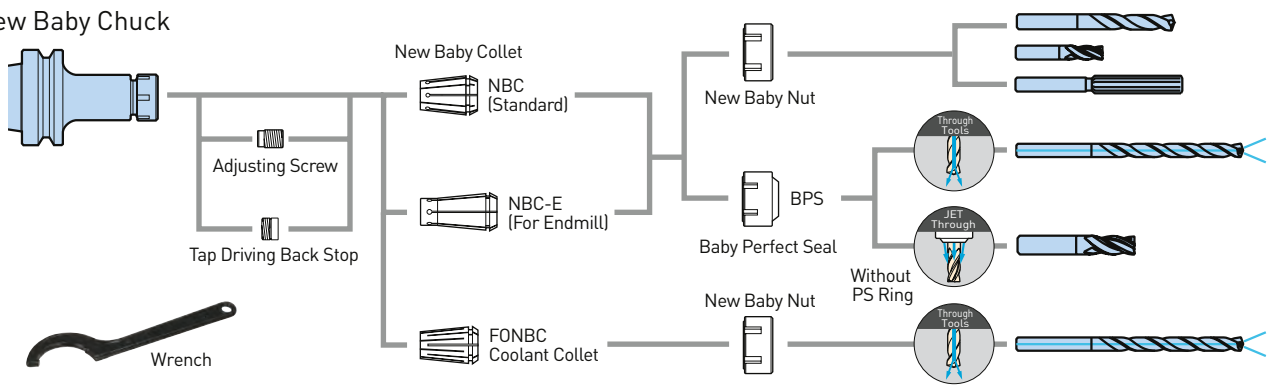 ew Baby Chuck
New Baby Collet
NBC
(Standard)
New Baby Nut
Adjusting Screw
Through
Tools
NBC-E
(For Endmill)
BPS
Tap Driving Back Stop
Baby Perfect Seal
JET
Through
Without
PS Ring
New Baby Nut
Wrench
FONBC
Coolant Collet
Through
Tools